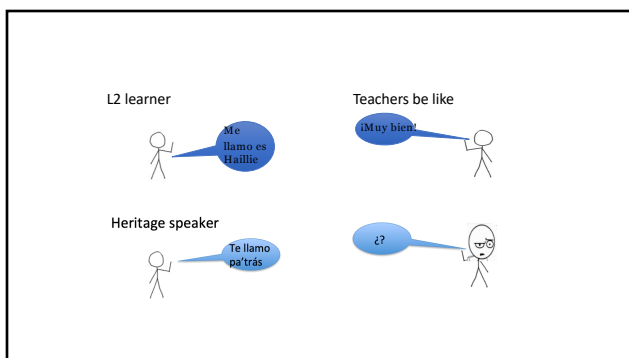 L2 learner
Teachers be like
Me
llamo es
Haillie
¡Muy bien!
Heritage speaker
Te llamo
pa'trás
¿?